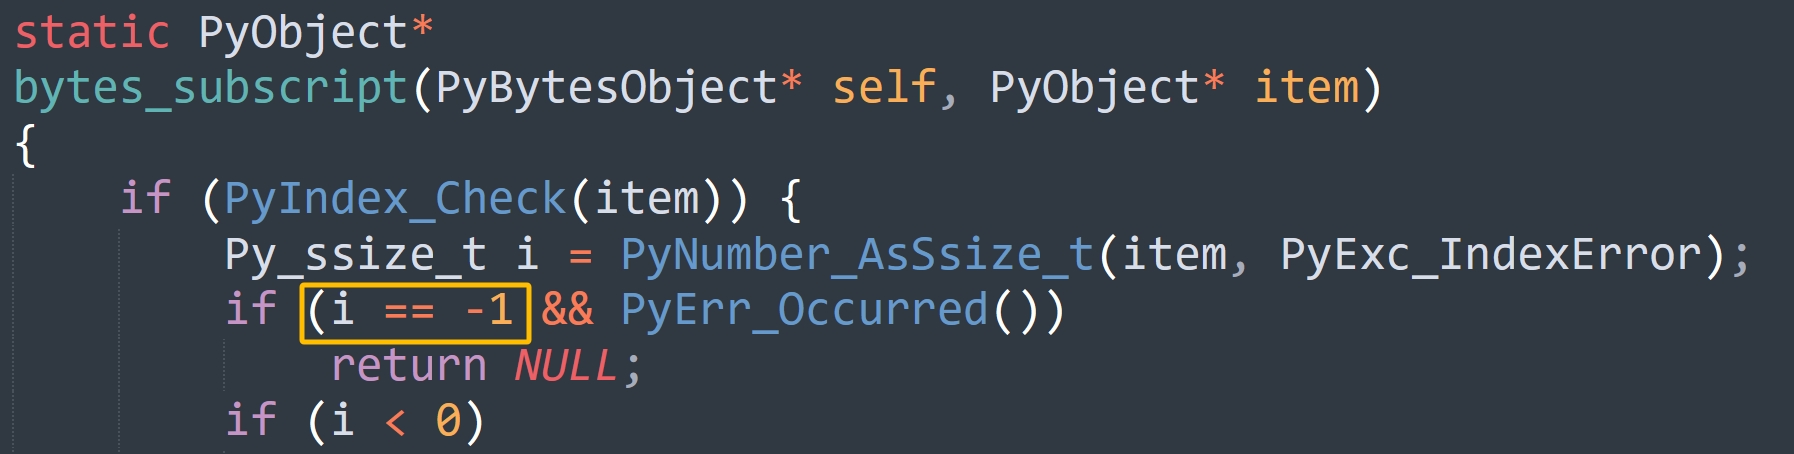 static PyObject*
bytes_subscript(PyBytesObject* self, PyObject* item)
{
    if (PyIndex_Check(item)) {
        Py_ssize_t i = PyNumber_AsSsize_t(item, PyExc_IndexError);
        if (i == -1 && PyErr_Occurred())
            return NULL;
        if (i < 0)